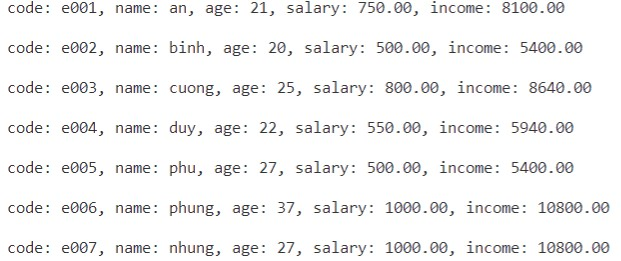 code: e001, name: an, age: 21, salary: 750.00, income: 8100.00
code: e002, name: binh, age: 20, salary: 500.00, income: 5400.00
code: e003, name: cuong, age: 25, salary: 800.00, income: 8640.00
code: e004, name: duy, age: 22, salary: 550.00, income: 5940.00
code: e005, name: phu, age: 27, salary: 500.00, income: 5400.00
code: e006, name: phung, age: 37, salary: 1000.00, income: 10800.00
code: e007, name: nhung, age: 27, salary: 1000.00, income: 10800.00